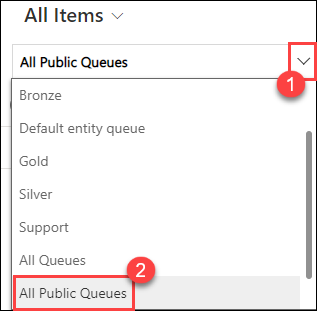 All Items
All Public Queues
1
Bronze
Default entity queue
Gold
Silver
Support
All Queues
2
All Public Queues